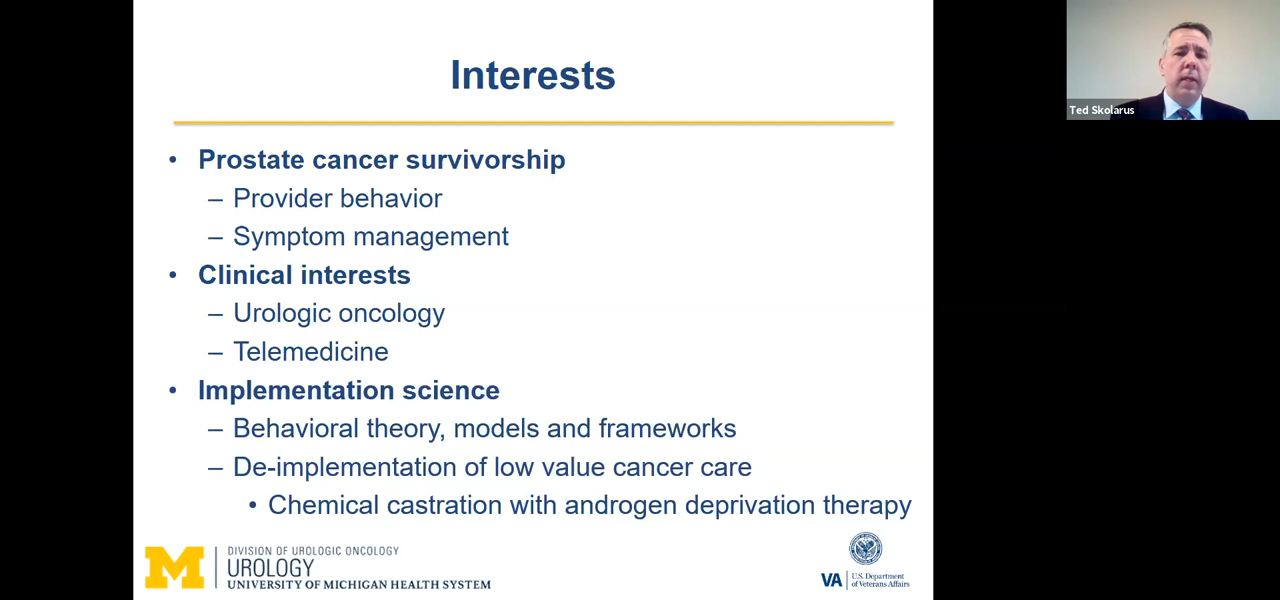 Interests
• Prostate cancer survivorship
– Provider behavior
– Symptom management
• Clinical interests
– Urologic oncology
– Telemedicine
• Implementation science
– Behavioral theory, models and frameworks
– De-implementation of low value cancer care
• Chemical castration with androgen deprivation therapy
M
DIVISION OF UROLOGIC ONCOLOGY
UROLOGY
UNIVERSITY OF MICHIGAN HEALTH SYSTEM
VA
U.S. Department
of Veterans Affairs
Ted Skolarus